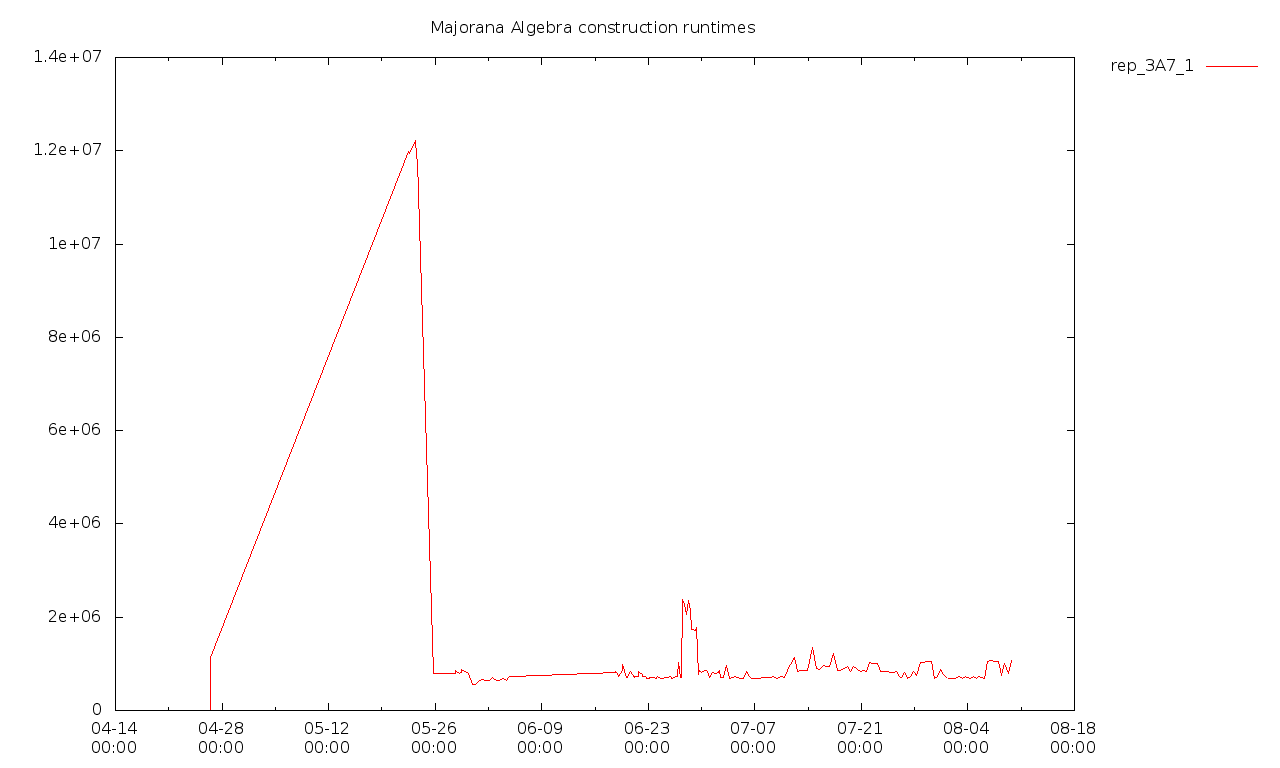 Majorana Algebra construction runtimes
rep_3A7_1
1.4e+07
1.2e+07
1e+07
8e+06
6e+06
4e+06
2e+06
0
04-14 04-28 05-12 05-26 06-09 06-23 07-07 07-21 08-04 08-18
00:00 00:00 00:00 00:00 00:00 00:00 00:00 00:00 00:00 00:00